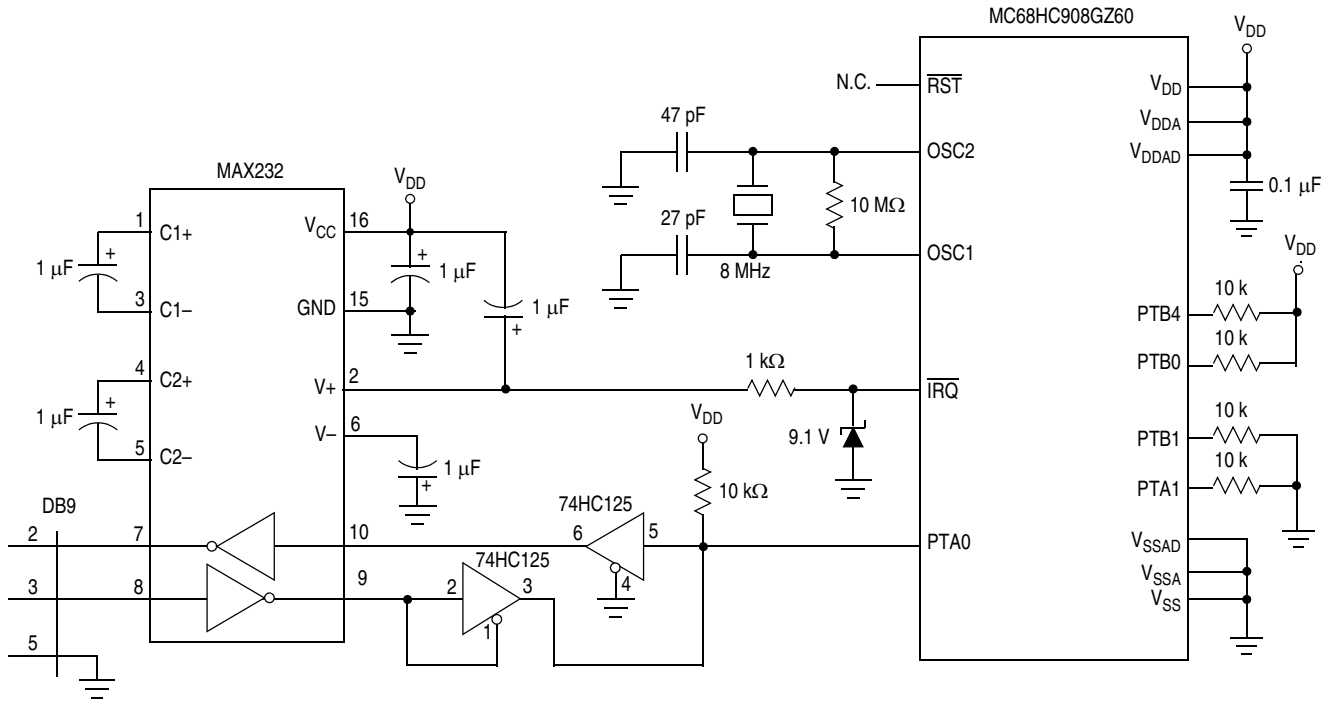 MC68HC908GZ60
VDD
N.C.
RST
VDD
VDDA
VDDAD
0.1 µF
47 pF
OSC2
10 MΩ
27 pF
OSC1
8 MHz
MAX232
VDD
1
C1+
VCC
16
1 µF
+
+
1 µF
3
C1–
GND
15
1 µF
+
VDD
10 k
PTB4
10 k
PTB0
4
C2+
V+
2
1 kΩ
IRQ
1 µF
+
V–
6
VDD
9.1 V
10 k
PTB1
5
C2–
1 µF
+
10 kΩ
10 k
PTA1
DB9
74HC125
2
7
10
6
5
PTA0
VSSAD
4
74HC125
3
8
9
2
3
VSSA
VSS
1
5